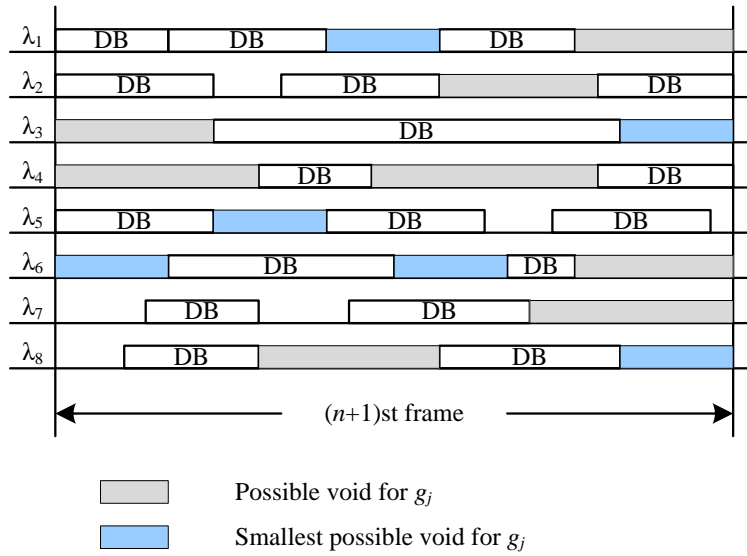 λ1 DB DB DB
λ2 DB DB DB
λ3 DB
λ4 DB DB
λ5 DB DB DB
λ6 DB DB
λ7 DB DB
λ8 DB DB
(n+1)st frame
Possible void for gj
Smallest possible void for gj